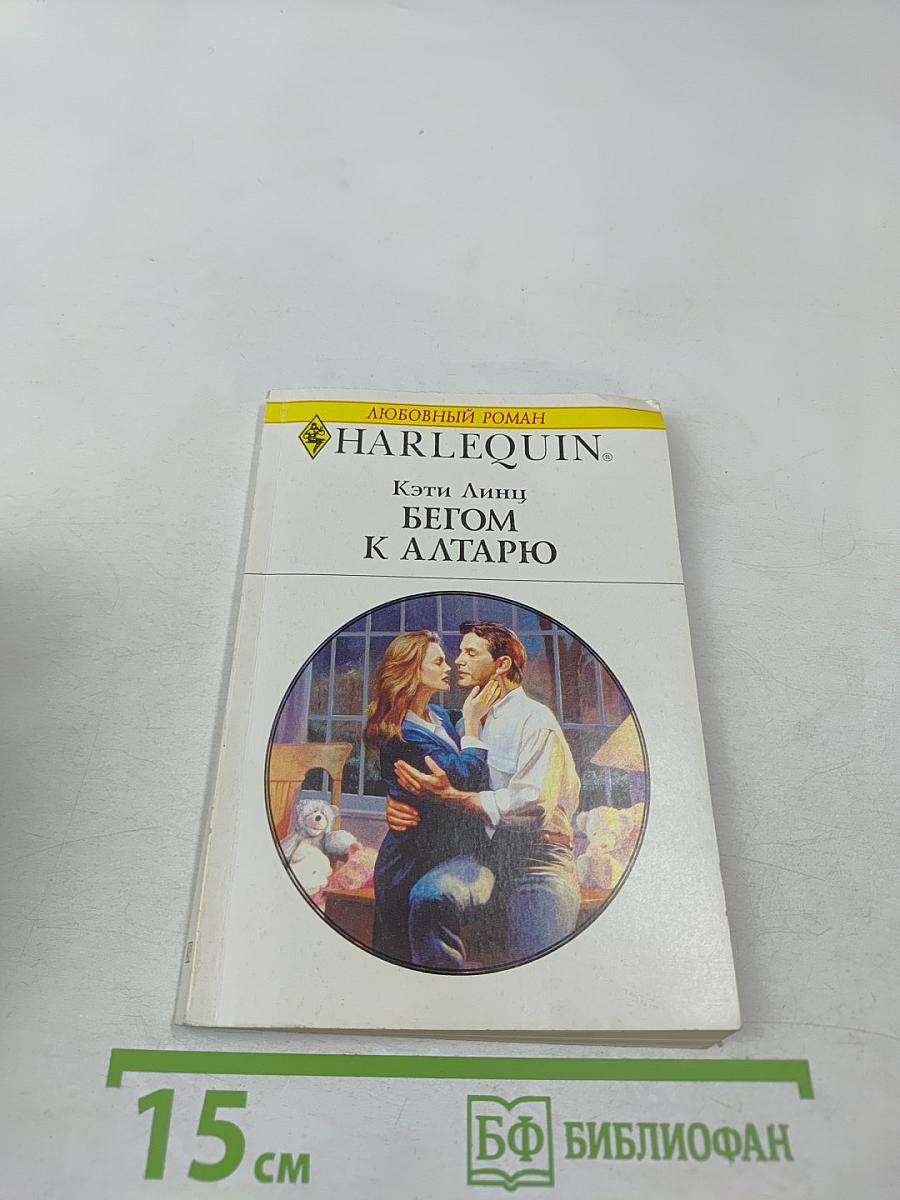 ЛЮБОВНЫЙ РОМАН
HARLEQUIN®
Кэти Линц
БЕГОМ
К АЛТАРЮ
15 см
БФ БИБЛИОФАН